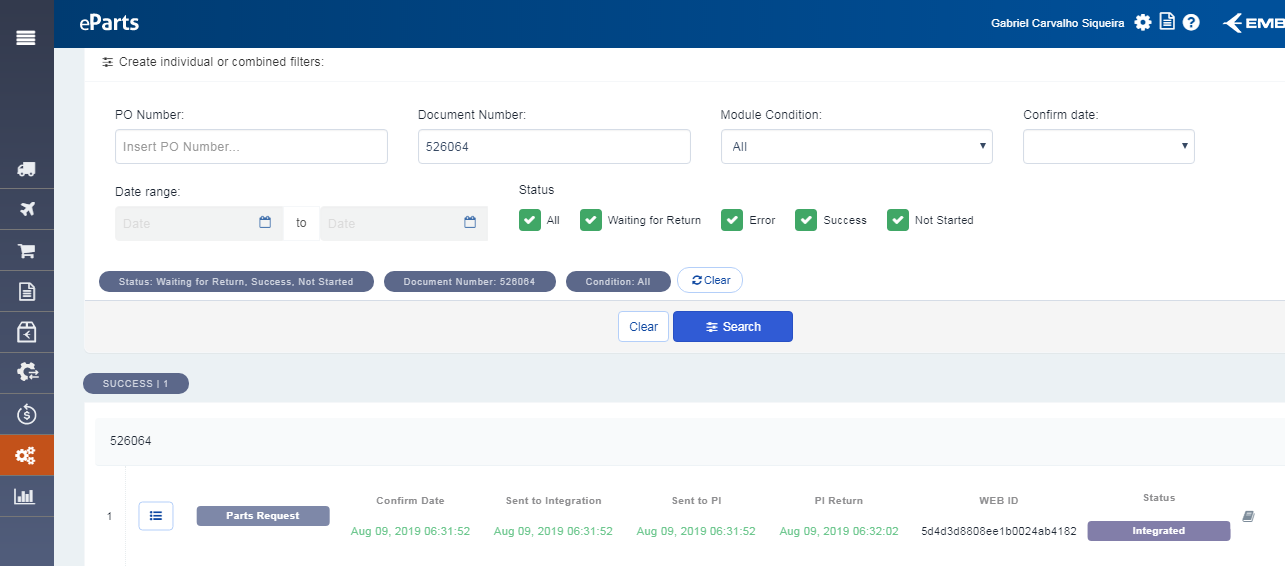 eParts
Gabriel Carvalho Siqueira
EMB
Create individual or combined filters:
PO Number:
Document Number:
Module Condition:
Confirm date:
Insert PO Number...
526064
All
Date range:
Status
Date
to
Date
All
Waiting for Return
Error
Success
Not Started
Status: Waiting for Return, Success, Not Started
Document Number: 526064
Condition: All
Clear
Clear
Search
SUCCESS | 1
526064
Confirm Date
Sent to Integration
Sent to PI
PI Return
WEB ID
Status
1
Parts Request
Aug 09, 2019 06:31:52
Aug 09, 2019 06:31:52
Aug 09, 2019 06:31:52
Aug 09, 2019 06:32:02
5d4d3d8808ee1b0024ab4182
Integrated